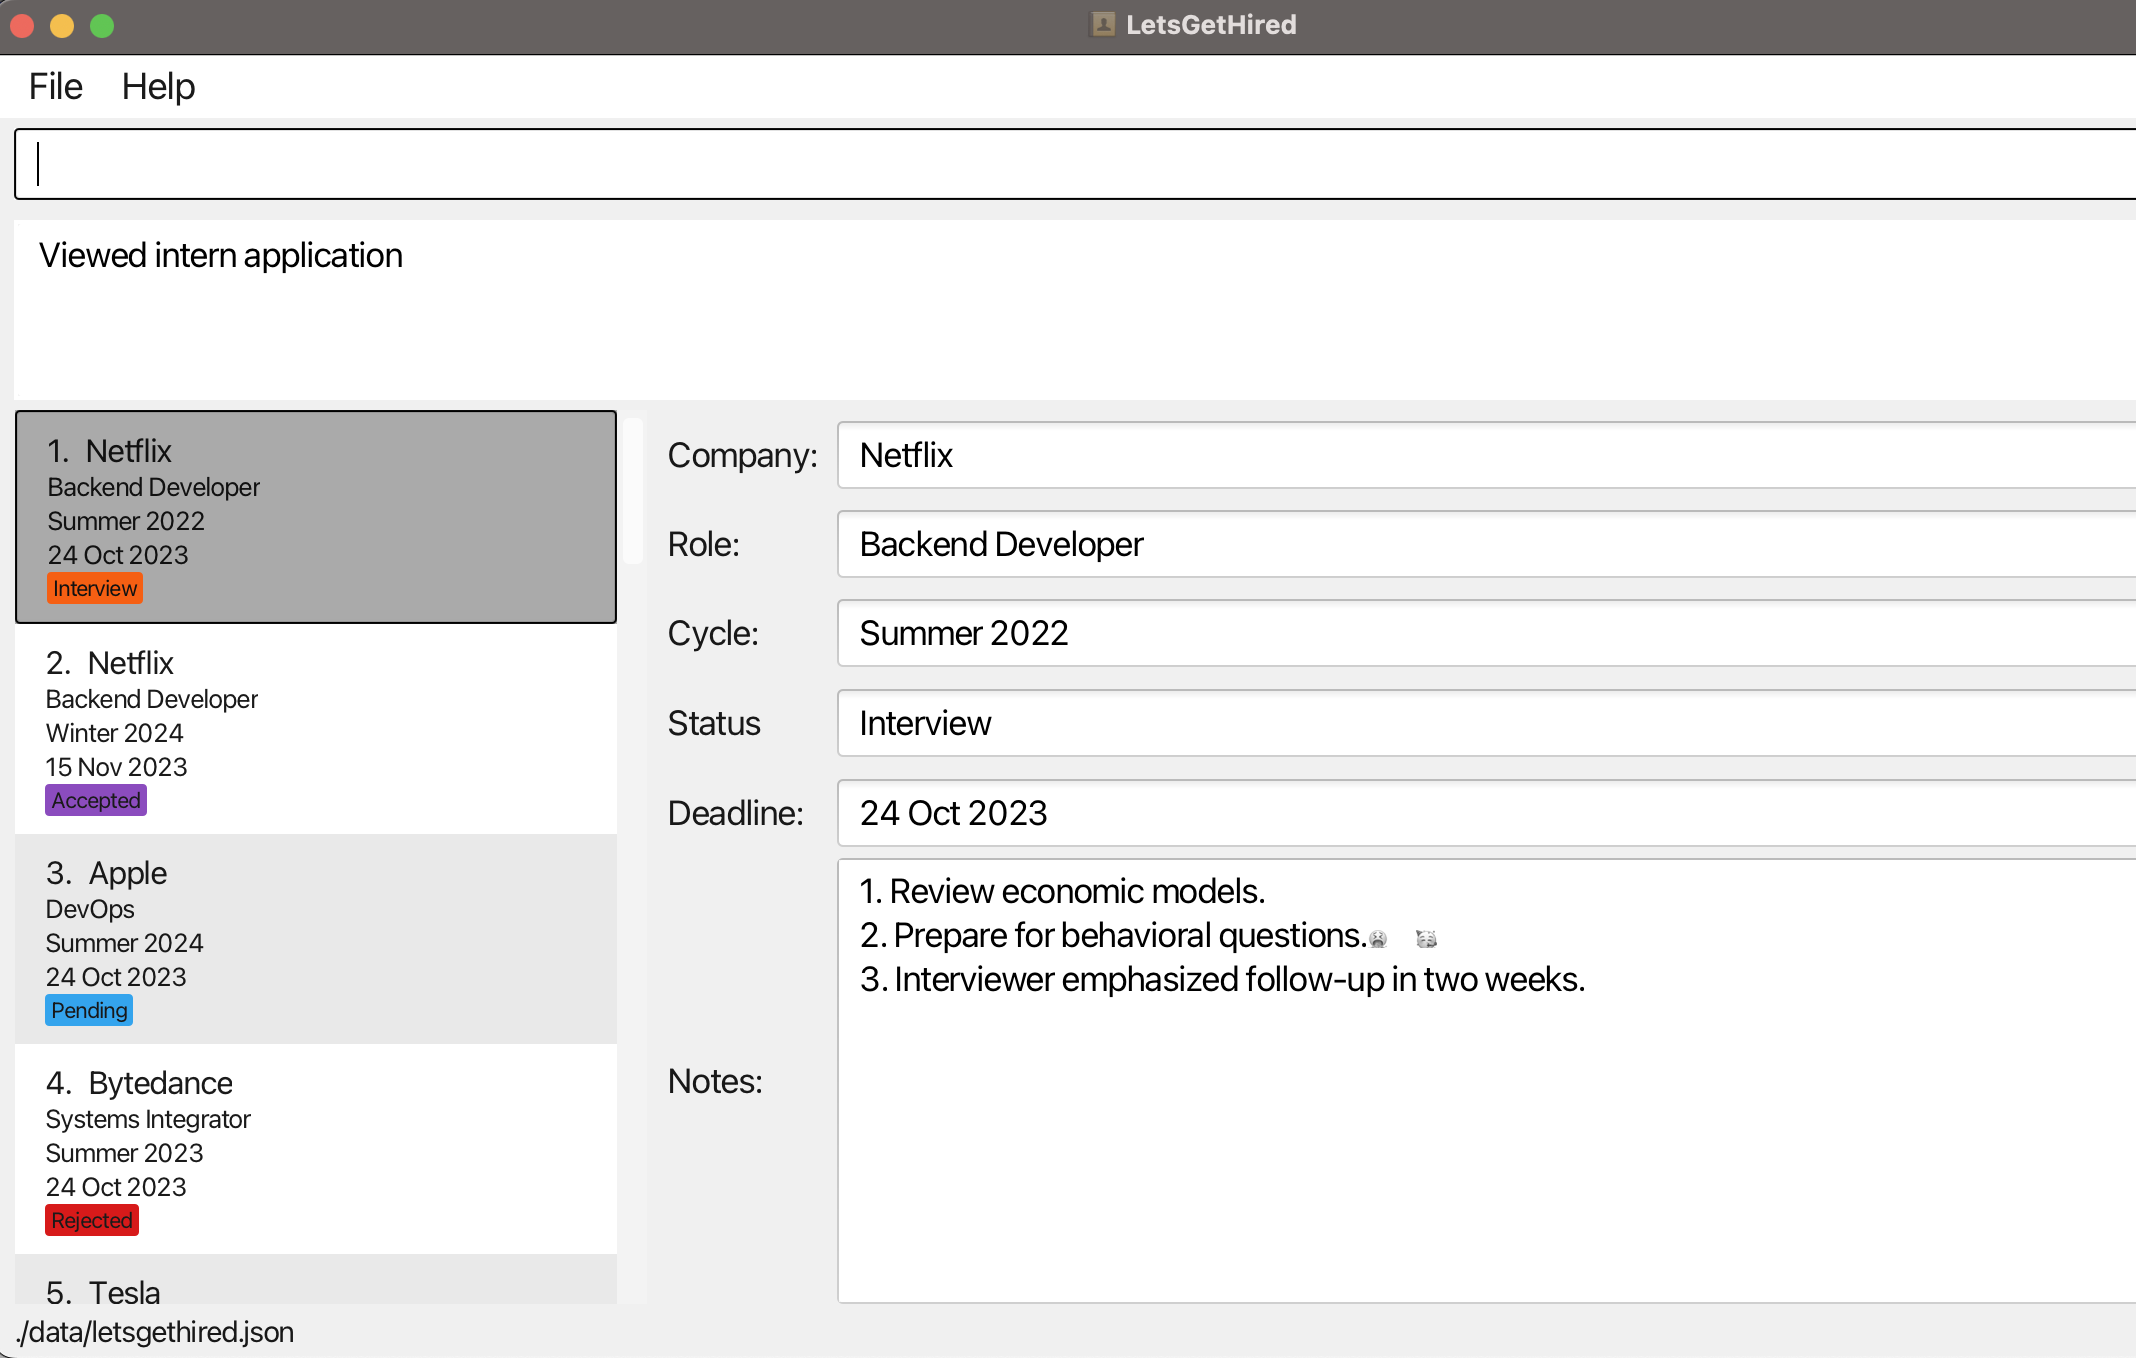 LetsGetHired
File Help
Viewed intern application
1. Netflix
Backend Developer
Summer 2022
24 Oct 2023
Interview
2. Netflix
Backend Developer
Winter 2024
15 Nov 2023
Accepted
3. Apple
DevOps
Summer 2024
24 Oct 2023
Pending
4. Bytedance
Systems Integrator
Summer 2023
24 Oct 2023
Rejected
5. Tesla
Company: Netflix
Role: Backend Developer
Cycle: Summer 2022
Status Interview
Deadline: 24 Oct 2023
Notes:
1. Review economic models.
2. Prepare for behavioral questions.
3. Interviewer emphasized follow-up in two weeks.
./data/letsgethired.json